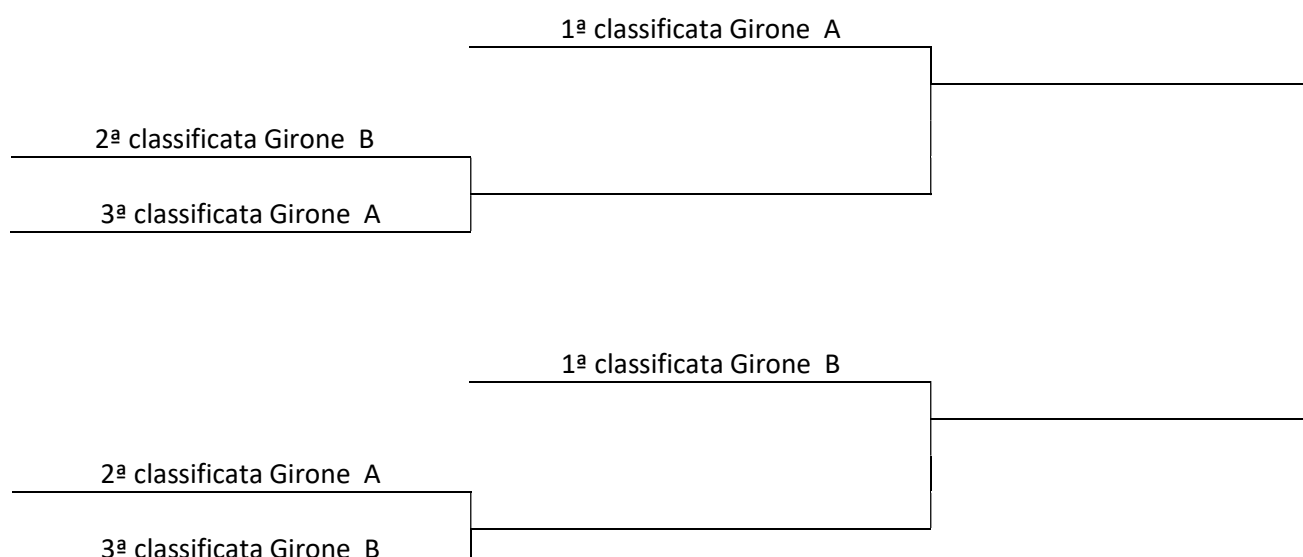 1ª classificata Girone A
2ª classificata Girone B
3ª classificata Girone A
1ª classificata Girone B
2ª classificata Girone A
3ª classificata Girone B